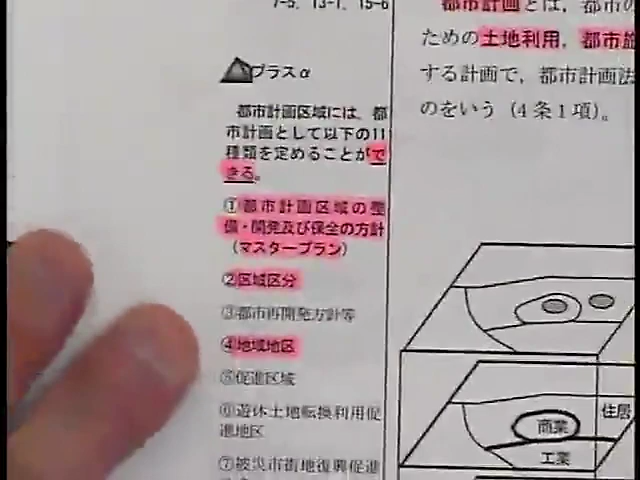 7-5, 13-1, 15-6
プラスα
都市計画区域には、都
市計画として以下の11
種類を定めることがで
きる。
①都市計画区域の整
備・開発及び保全の方針
（マスタープラン）
②区域区分
③都市再開発方針等
④地域地区
⑤促進区域
⑥遊休土地転換利用促
進地区
⑦被災市街地復興促進
都市計画とは、都市の
ための土地利用、都市施
する計画で、都市計画法
のをいう（4条1項）。
住居
商業
工業